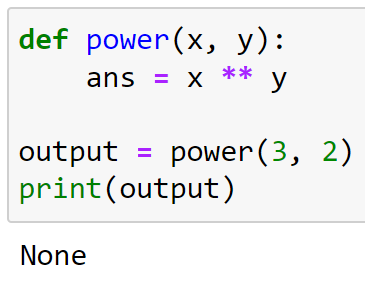 def power(x, y):
    ans = x ** y
output = power(3, 2)
print(output)
None